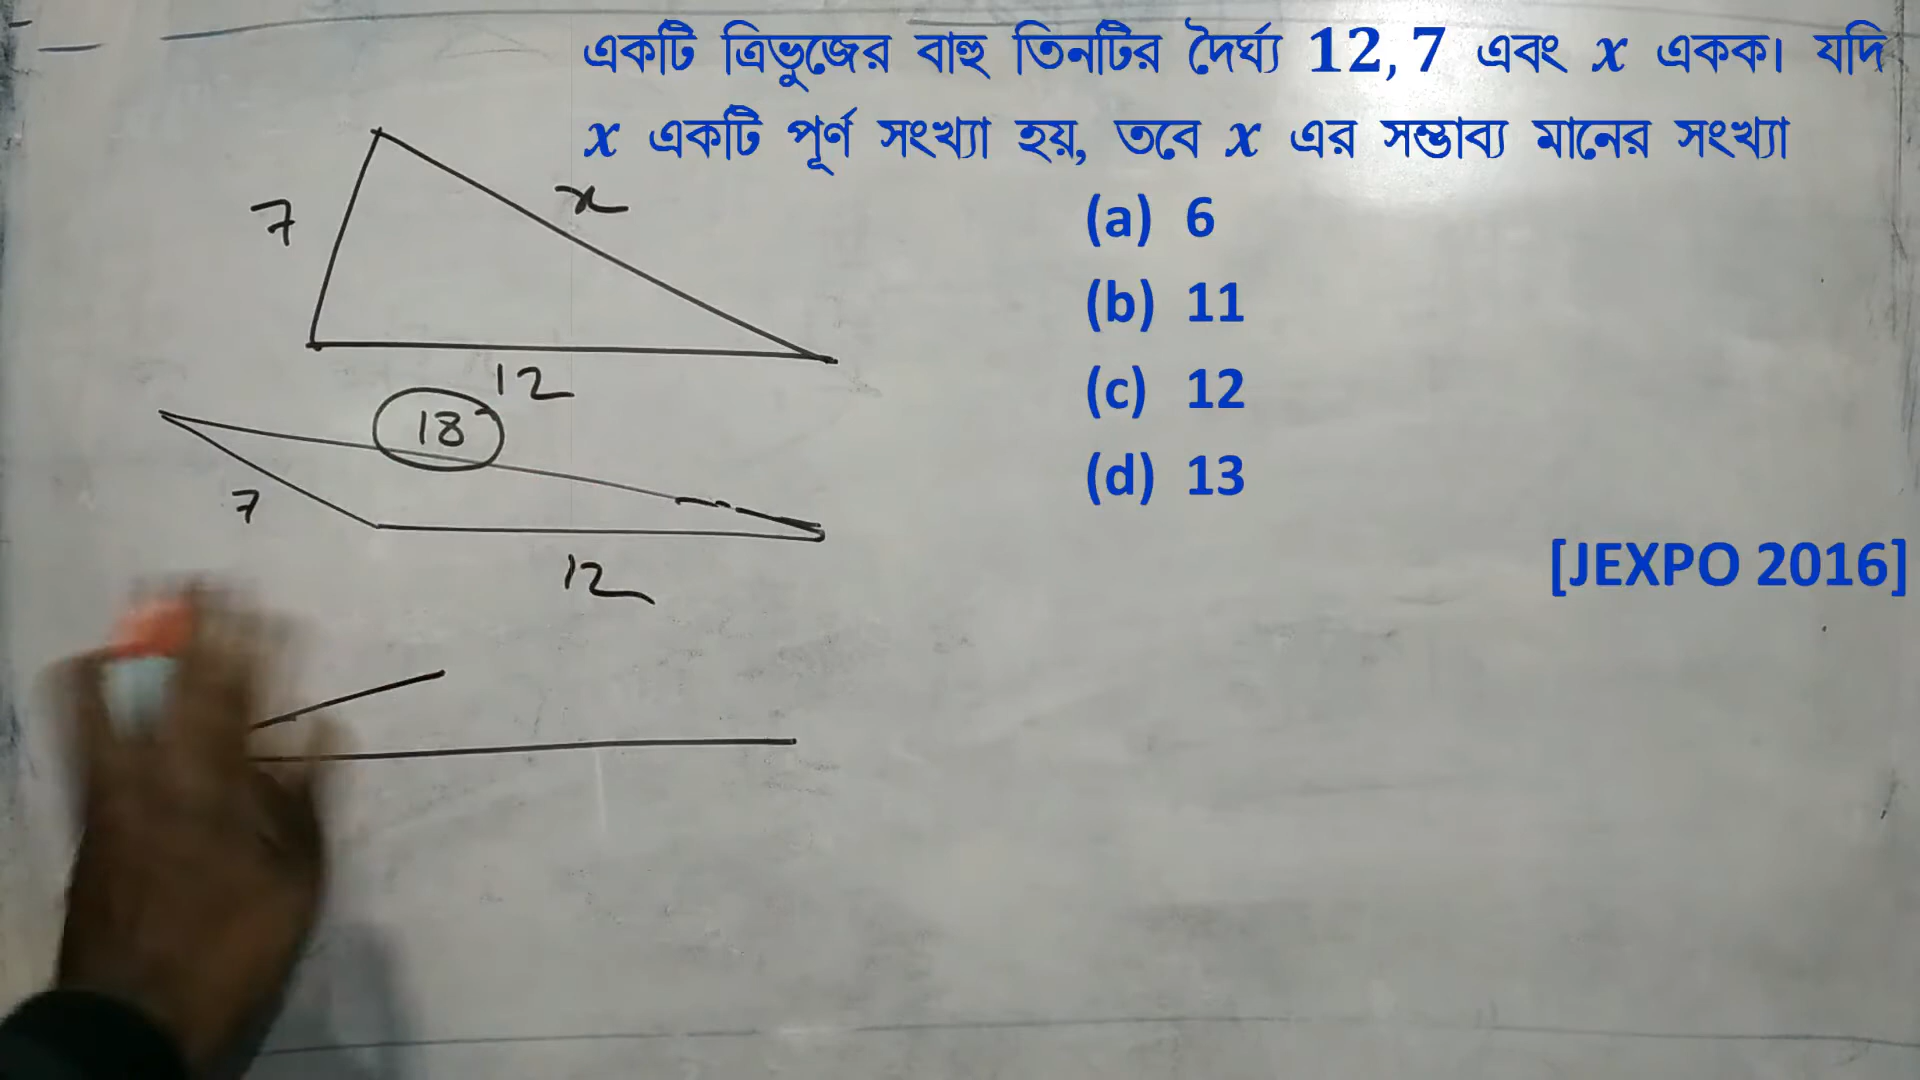 একটি ত্রিভুজের বাহু তিনটির দৈর্ঘ্য 12, 7 এবং x একক। যদি
x একটি পূর্ণ সংখ্যা হয়, তবে x এর সম্ভাব্য মানের সংখ্যা
(a) 6
(b) 11
(c) 12
(d) 13
[JEXPO 2016]
7
x
12
18
7
12